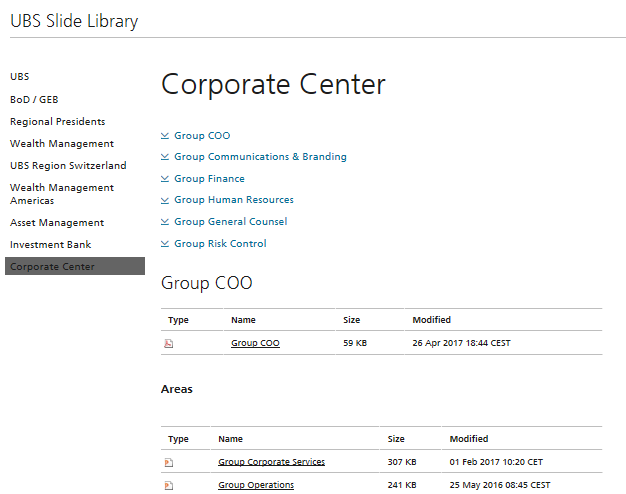 UBS Slide Library
UBS
BoD / GEB
Regional Presidents
Wealth Management
UBS Region Switzerland
Wealth Management
Americas
Asset Management
Investment Bank
Corporate Center
Corporate Center
Group COO
Group Communications & Branding
Group Finance
Group Human Resources
Group General Counsel
Group Risk Control
Group COO
Type Name Size Modified
Group COO 59 KB 26 Apr 2017 18:44 CEST
Areas
Type Name Size Modified
Group Corporate Services 307 KB 01 Feb 2017 10:20 CET
Group Operations 241 KB 25 May 2016 08:45 CEST